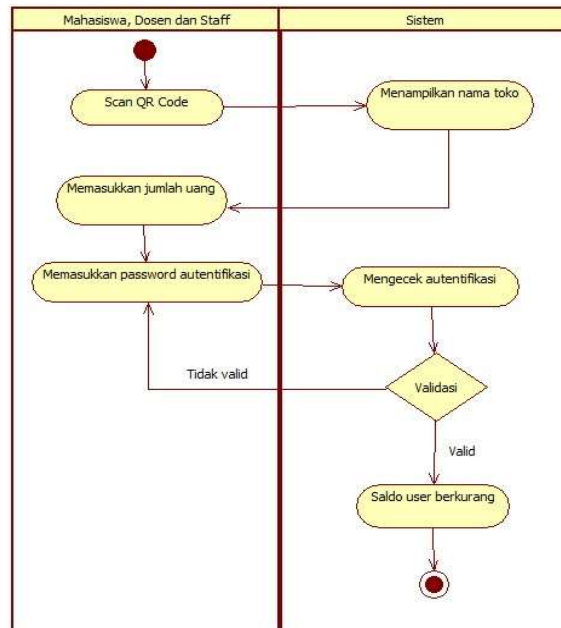 Mahasiswa, Dosen dan Staff
Sistem
Scan QR Code
Menampilkan nama toko
Memasukkan jumlah uang
Memasukkan password autentifikasi
Mengecek autentifikasi
Tidak valid
Validasi
Valid
Saldo user berkurang